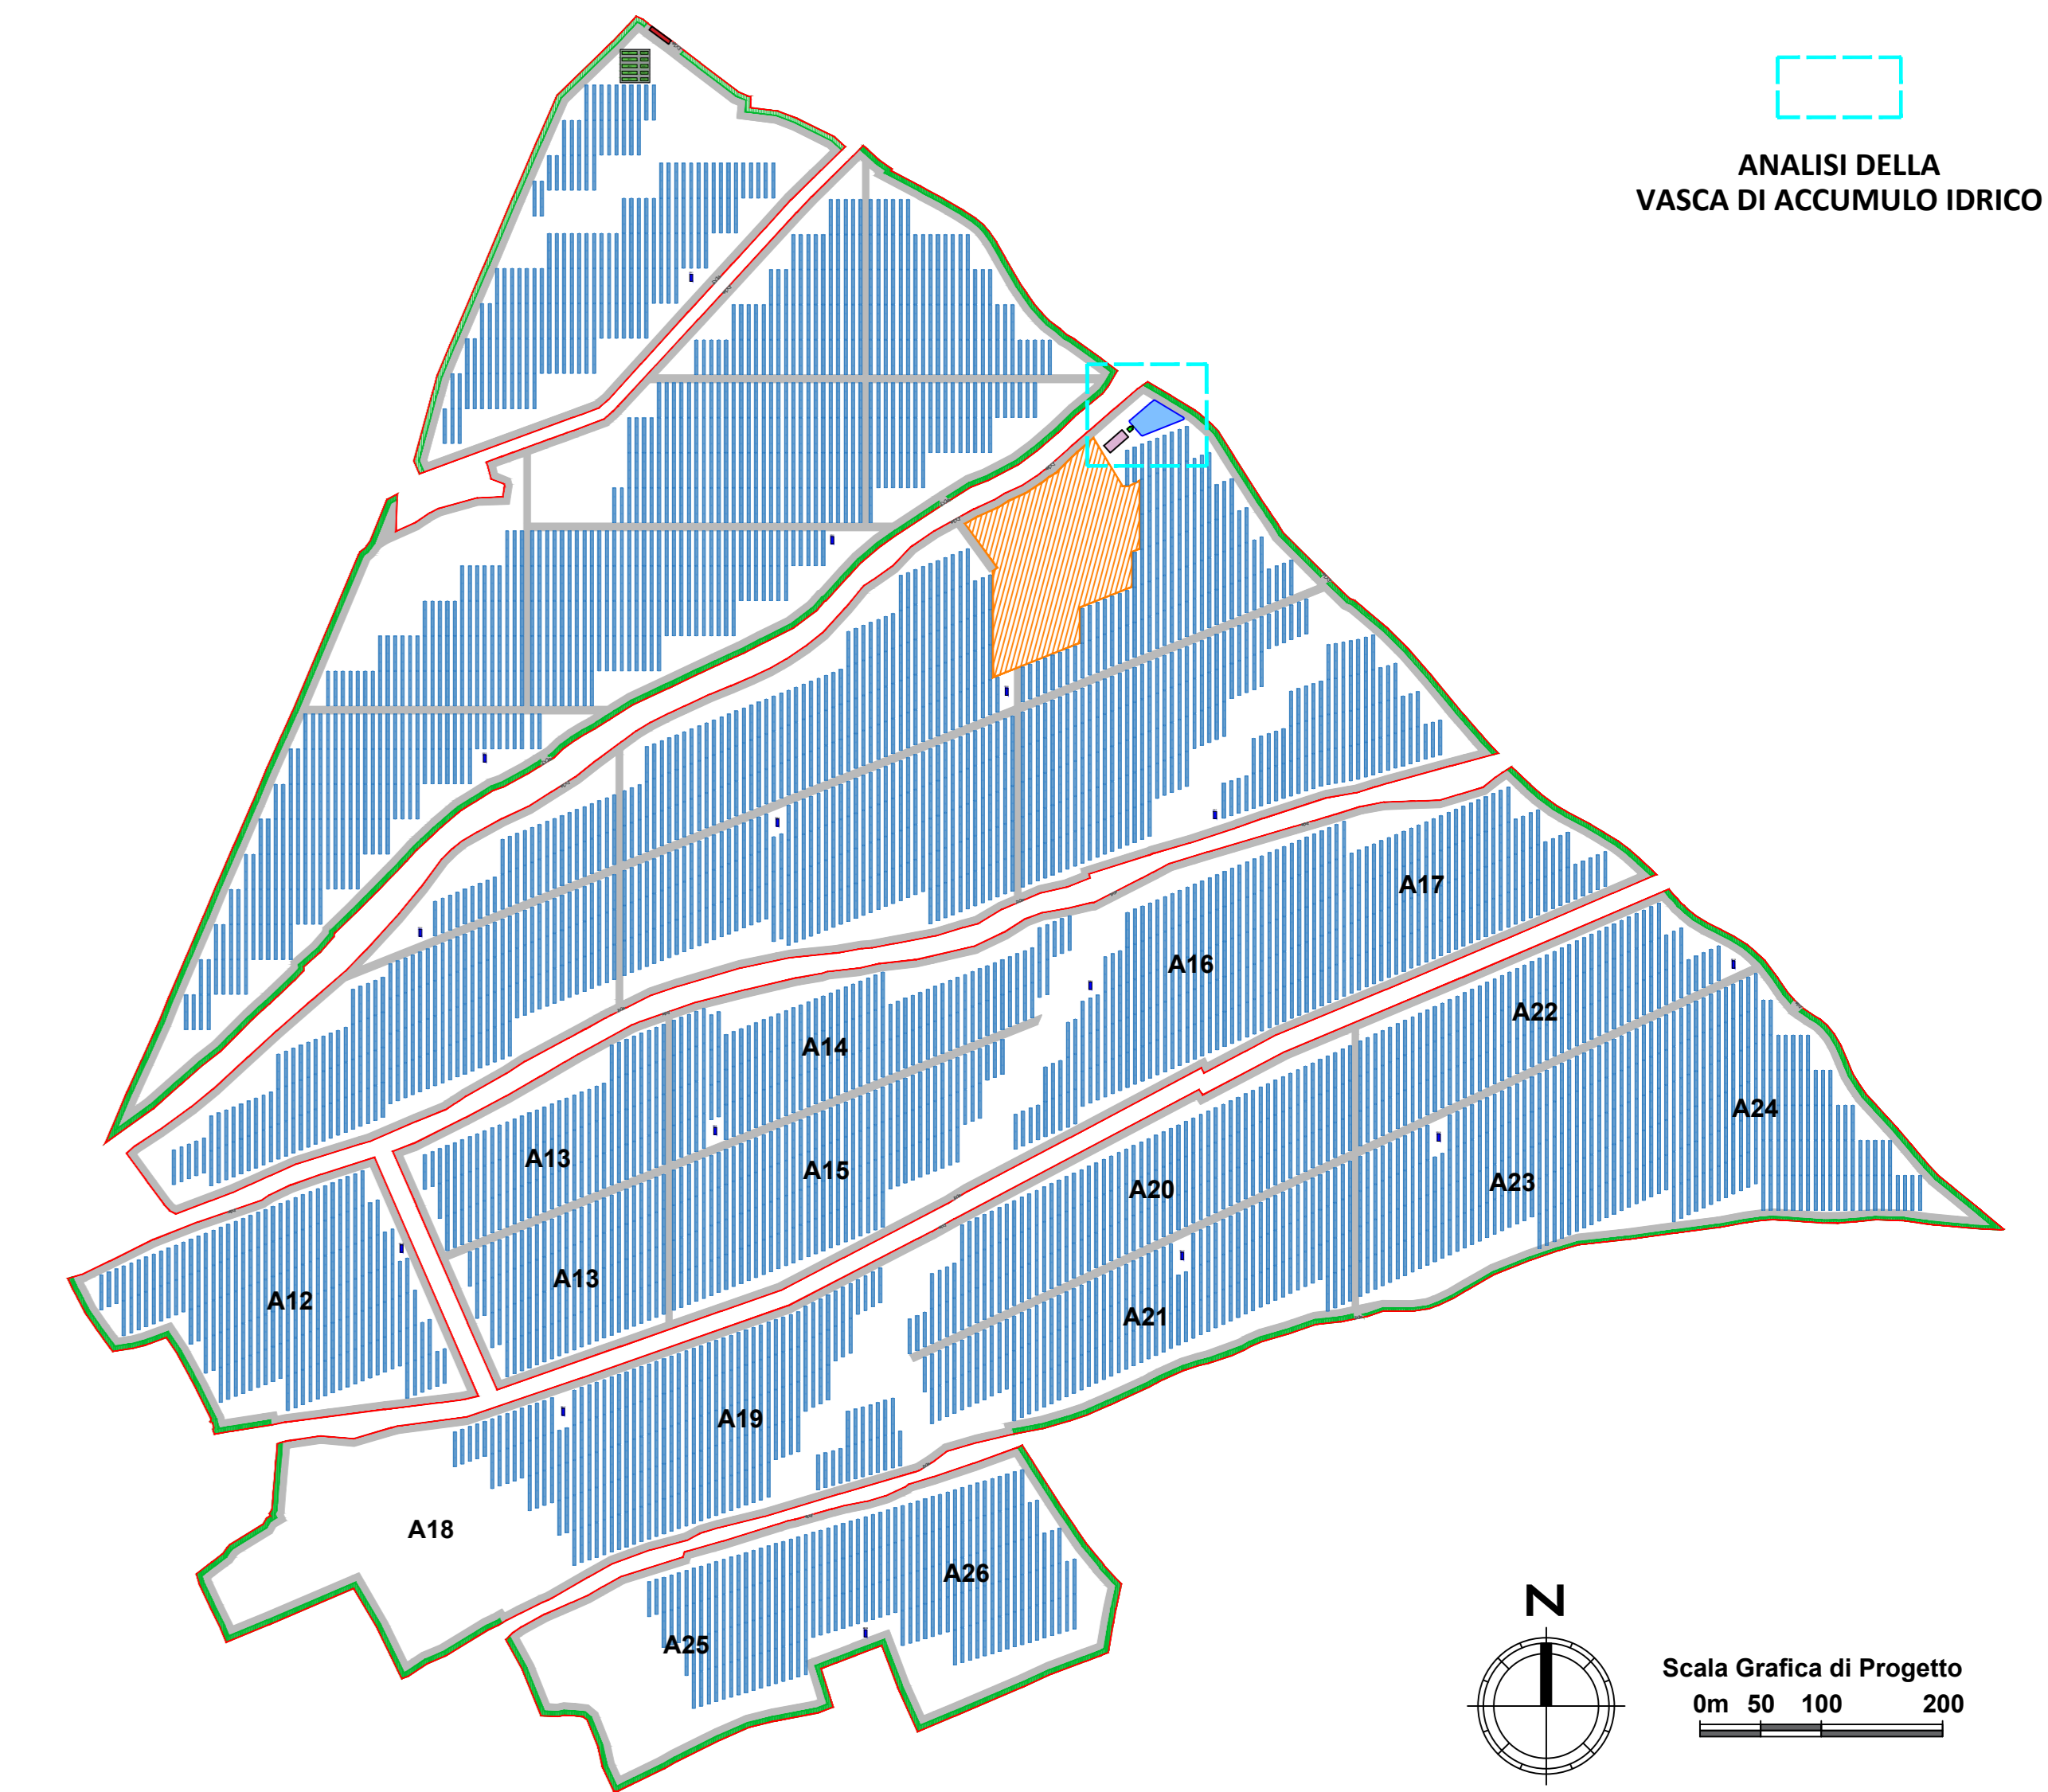 ANALISI DELLA
VASCA DI ACCUMULO IDRICO
A17
A16
A22
A14
A24
A13
A15
A23
A20
A13
A12
A21
A19
A18
A26
A25
N
Scala Grafica di Progetto
0m 50 100 200